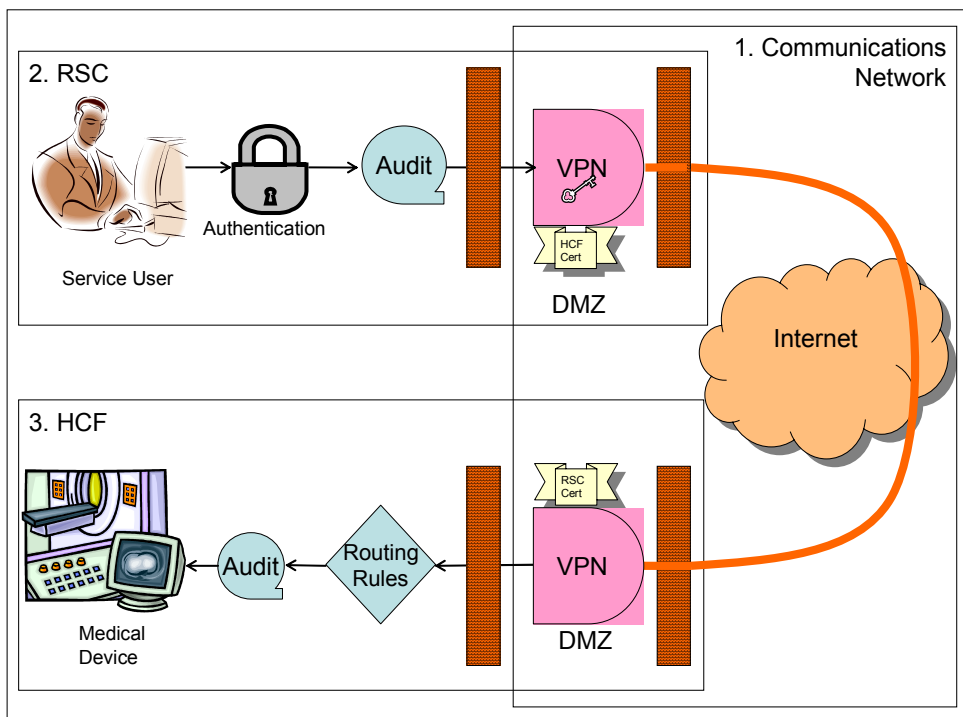 1. Communications
Network
2. RSC
Audit
VPN
Authentication
HCF
Cert
Service User
DMZ
Internet
3. HCF
RSC
Cert
Routing
Rules
Audit
VPN
DMZ
Medical
Device